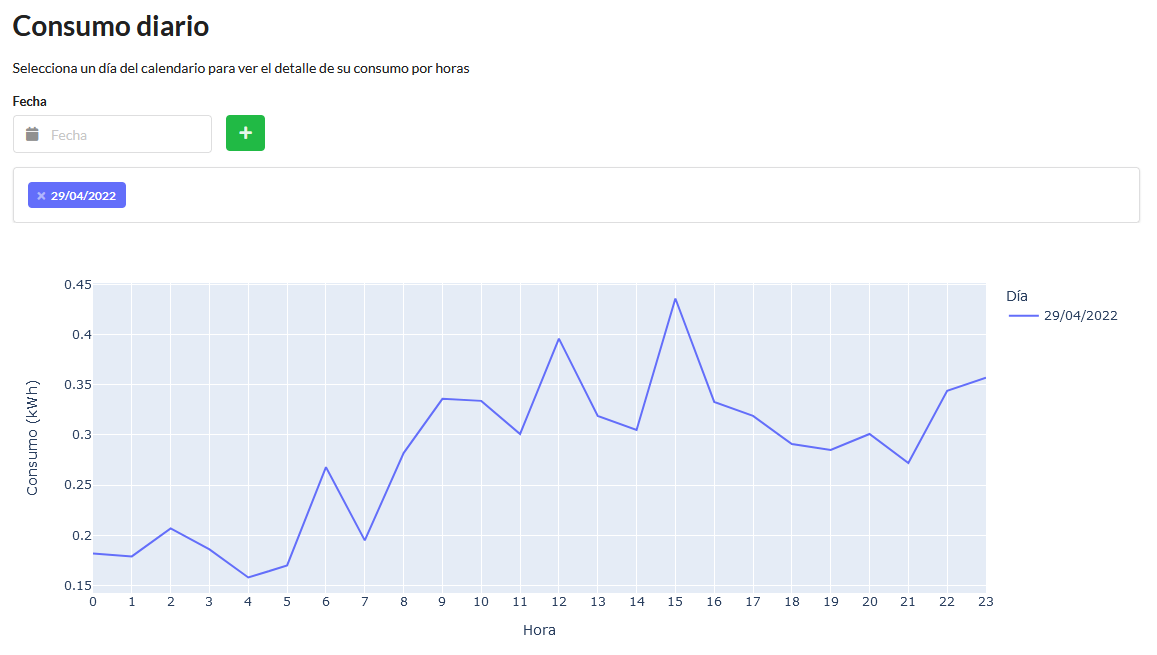 Consumo diario
Selecciona un día del calendario para ver el detalle de su consumo por horas
Fecha
Fecha
+
× 29/04/2022
0.45
0.4
0.35
0.3
0.25
0.2
0.15
Consumo (kWh)
0 1 2 3 4 5 6 7 8 9 10 11 12 13 14 15 16 17 18 19 20 21 22 23
Hora
Día
29/04/2022